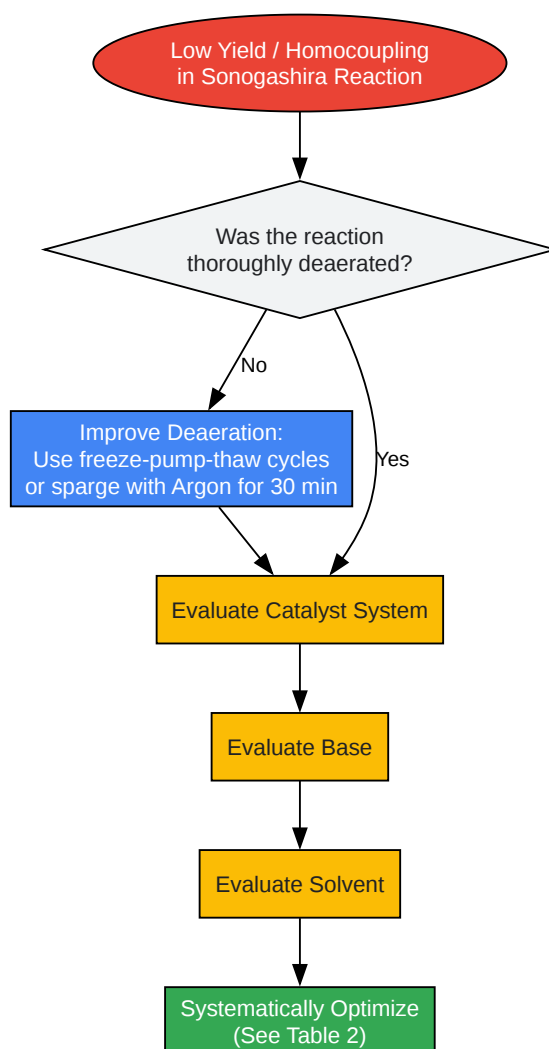 Low Yield / Homocoupling
in Sonogashira Reaction
Was the reaction
thoroughly deaerated?
No
Yes
Improve Deaeration:
Use freeze-pump-thaw cycles
or sparge with Argon for 30 min
Evaluate Catalyst System
Evaluate Base
Evaluate Solvent
Systematically Optimize
(See Table 2)